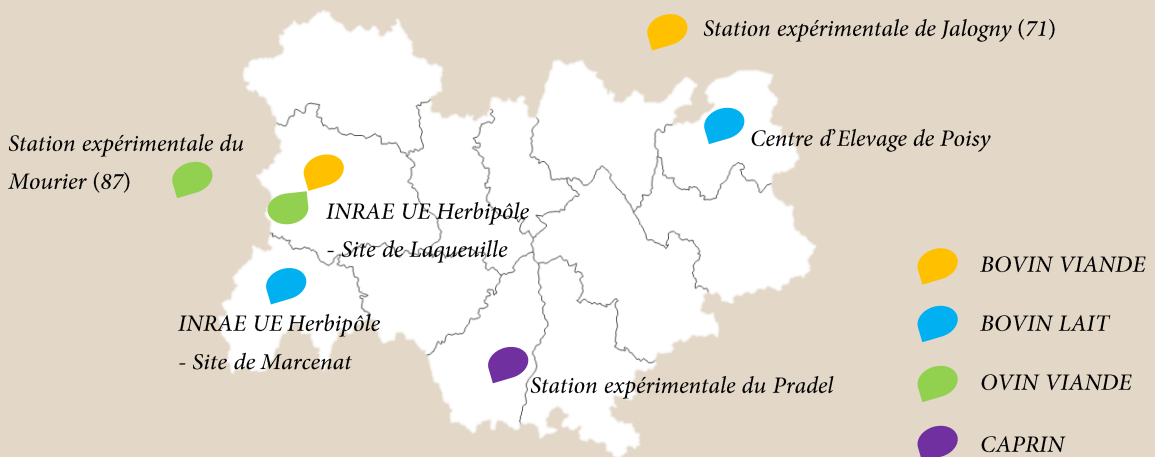 Station expérimentale de Jalogny (71)
Centre d'Elevage de Poisy
Station expérimentale du
Mourier (87)
INRAE UE Herbipôle
- Site de Laqueuille
INRAE UE Herbipôle
- Site de Marcenat
Station expérimentale du Pradel
BOVIN VIANDE
BOVIN LAIT
OVIN VIANDE
CAPRIN